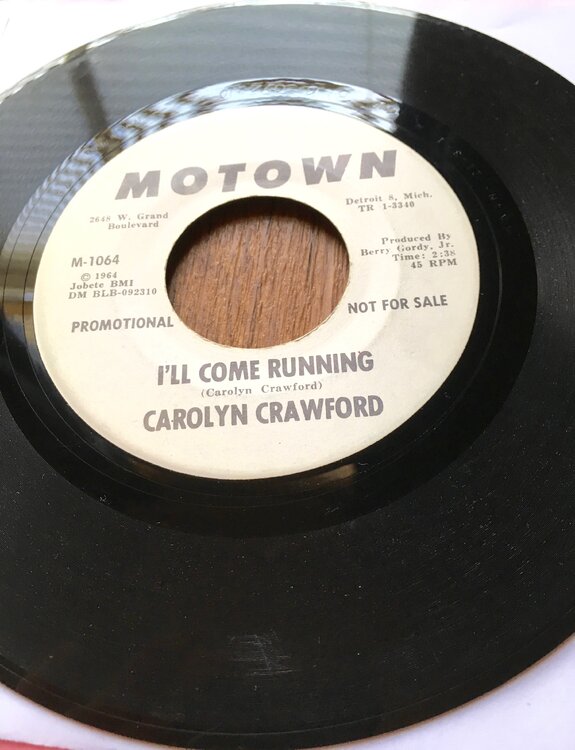 MOTOWN
2648 W. Grand
Boulevard
Detroit 8, Mich.
TR 1-3340
M-1064
© 1964
Jobete BMI
DM BLB-092310
Produced By
Berry Gordy, Jr.
Time: 2:38
45 RPM
PROMOTIONAL
NOT FOR SALE
I'LL COME RUNNING
(Carolyn Crawford)
CAROLYN CRAWFORD